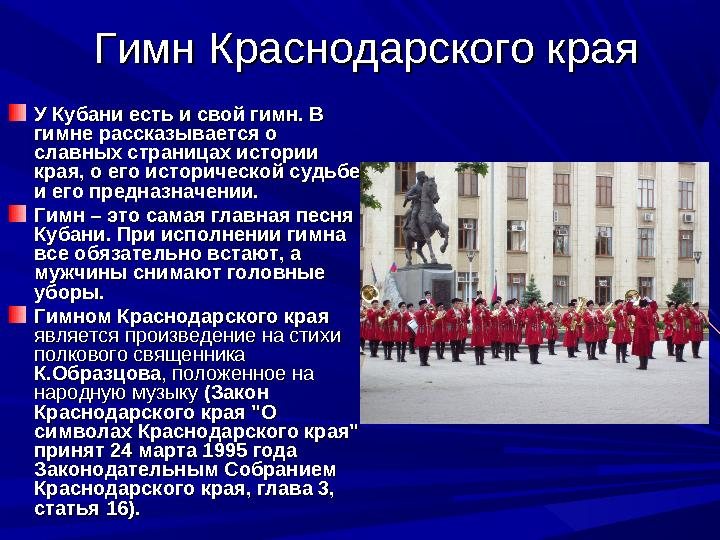 Гимн Краснодарского края
У Кубани есть и свой гимн. В
гимне рассказывается о
славных страницах истории
края, о его исторической судьбе
и его предназначении.
Гимн – это самая главная песня
Кубани. При исполнении гимна
все обязательно встают, а
мужчины снимают головные
уборы.
Гимном Краснодарского края
является произведение на стихи
полкового священника
К.Образцова, положенное на
народную музыку (Закон
Краснодарского края "О
символах Краснодарского края"
принят 24 марта 1995 года
Законодательным Собранием
Краснодарского края, глава 3,
статья 16).